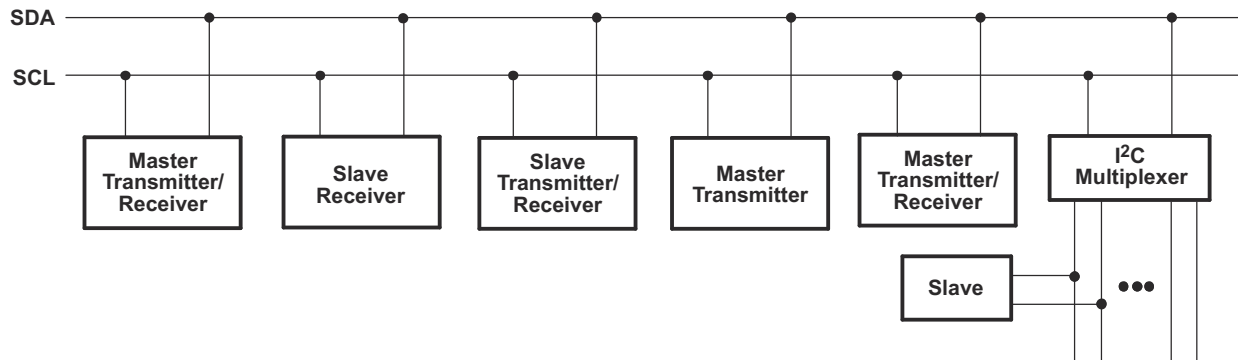 SDA
SCL
Master
Transmitter/
Receiver
Slave
Receiver
Slave
Transmitter/
Receiver
Master
Transmitter
Master
Transmitter/
Receiver
I²C
Multiplexer
Slave